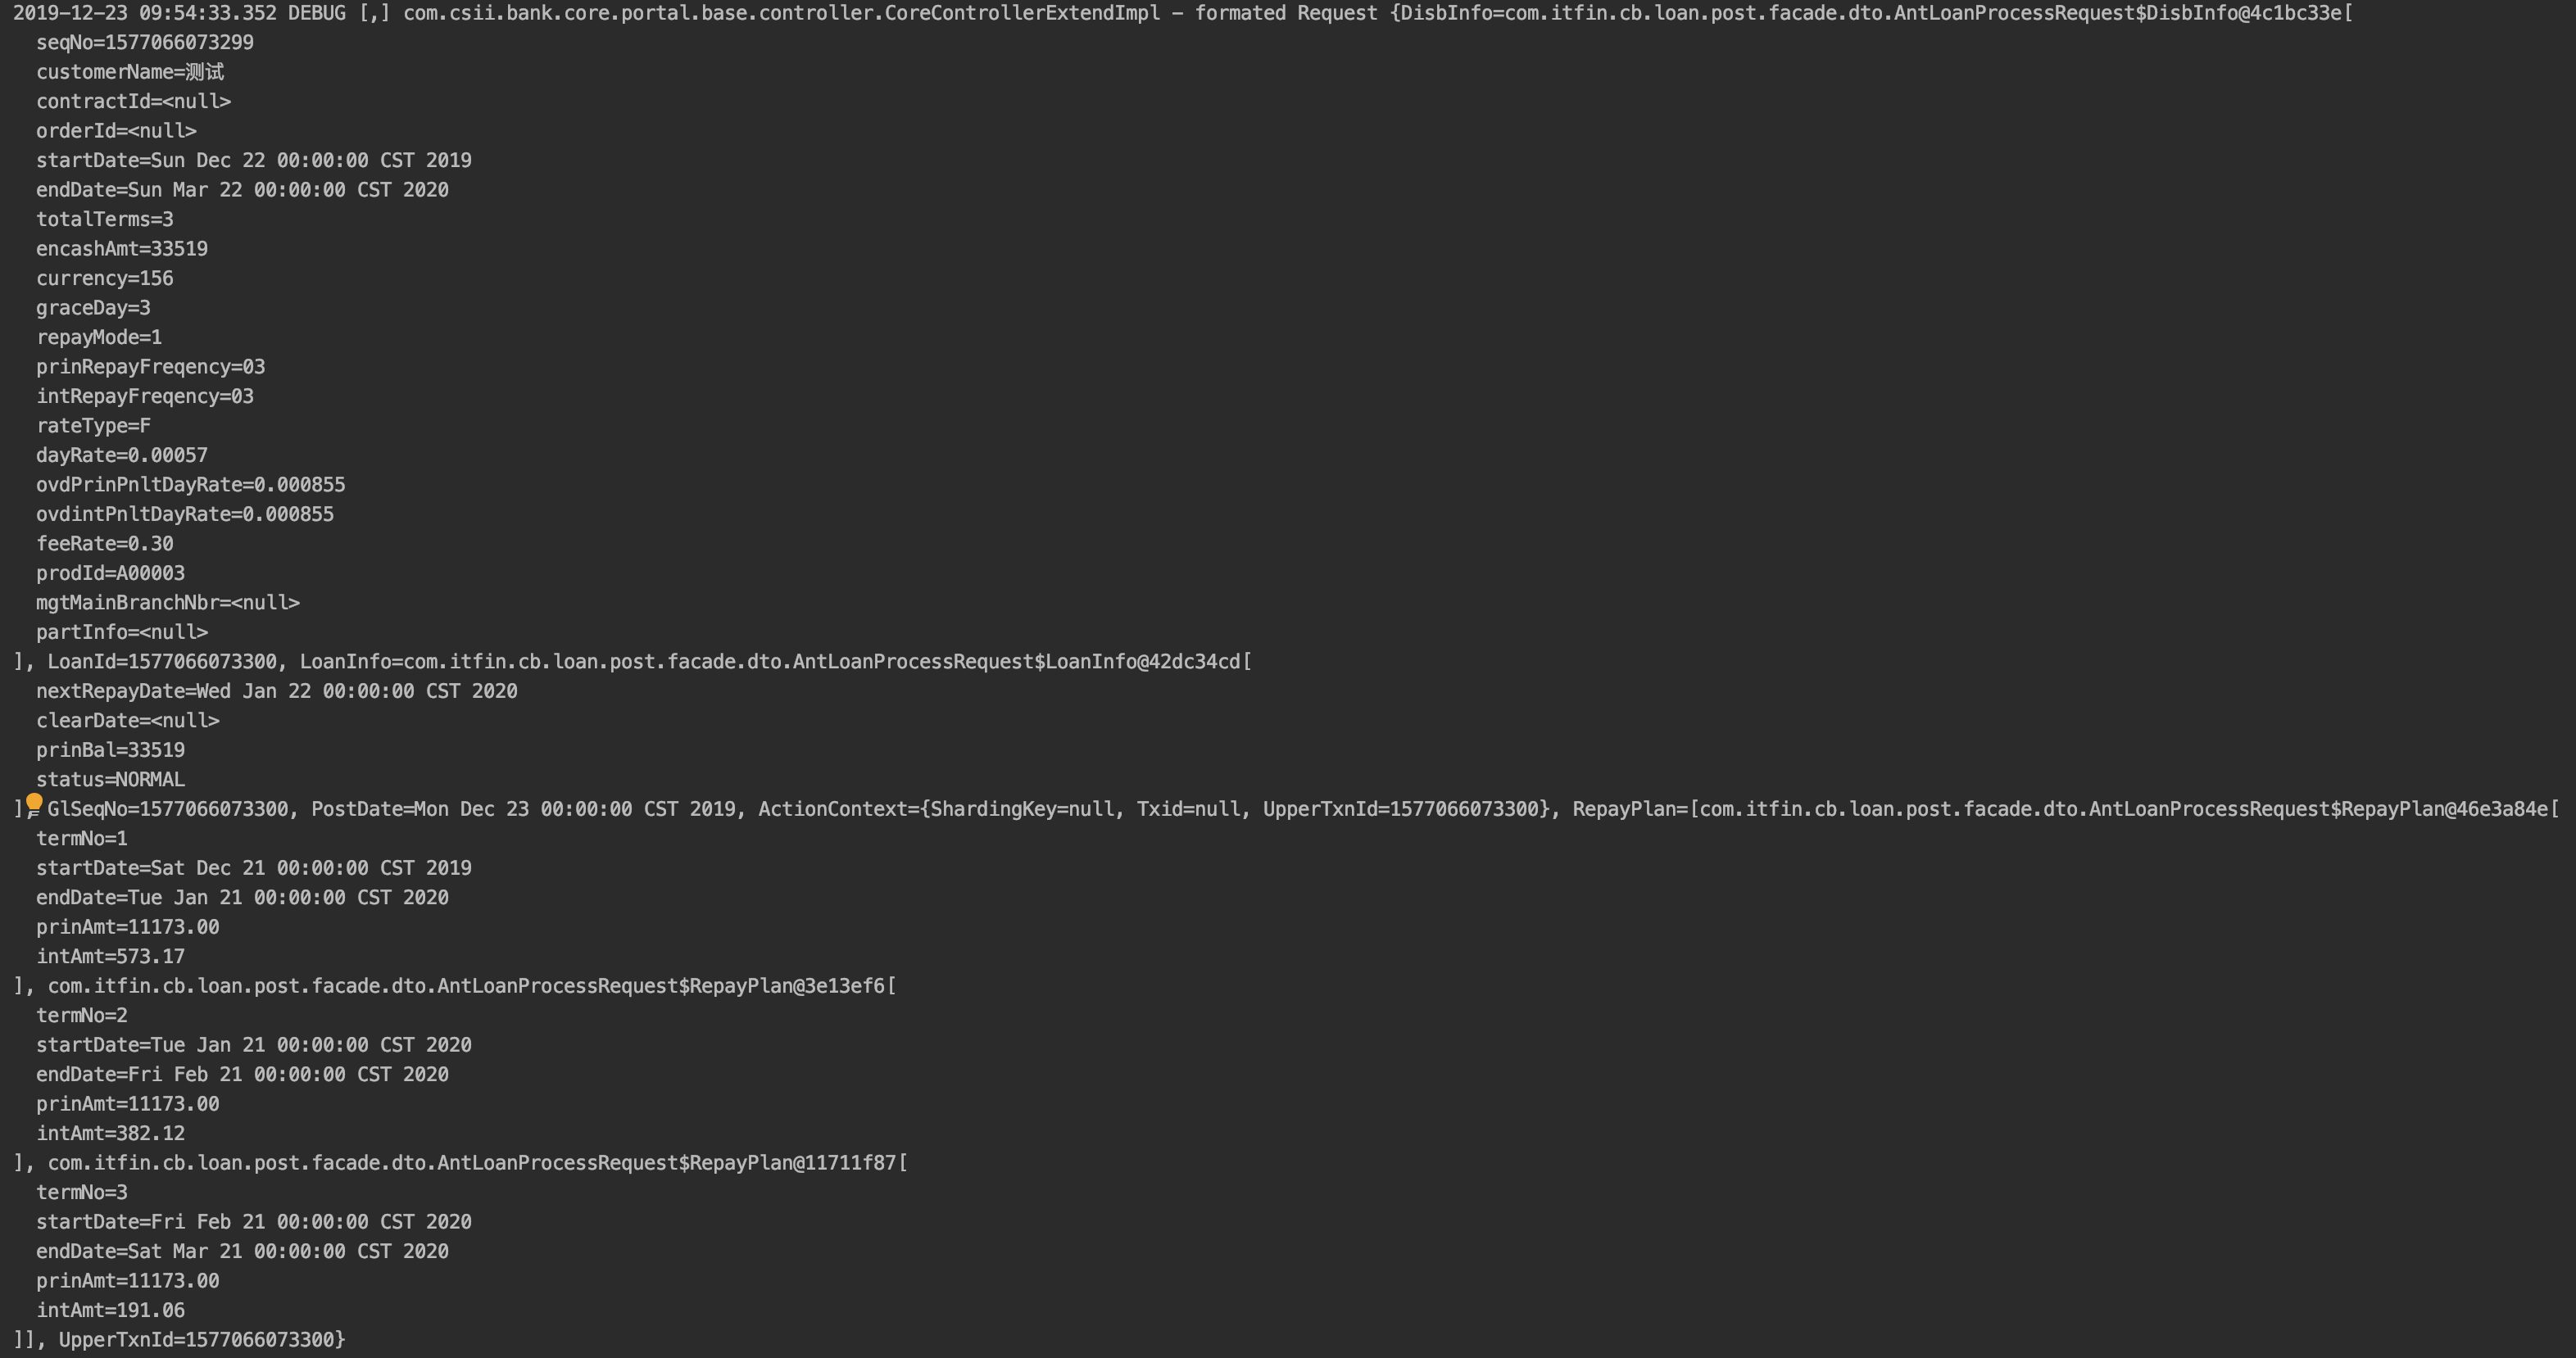 2019-12-23 09:54:33.352 DEBUG [,] com.csii.bank.core.portal.base.controller.CoreControllerExtendImpl - formated Request {DisbInfo=com.itfin.cb.loan.post.facade.dto.AntLoanProcessRequest$DisbInfo@4c1bc33e[
  seqNo=1577066073299
  customerName=测试
  contractId=<null>
  orderId=<null>
  startDate=Sun Dec 22 00:00:00 CST 2019
  endDate=Sun Mar 22 00:00:00 CST 2020
  totalTerms=3
  encashAmt=33519
  currency=156
  graceDay=3
  repayMode=1
  prinRepayFreqency=03
  intRepayFreqency=03
  rateType=F
  dayRate=0.00057
  ovdPrinPnltDayRate=0.000855
  ovdintPnltDayRate=0.000855
  feeRate=0.30
  prodId=A00003
  mgtMainBranchNbr=<null>
  partInfo=<null>
], LoanId=1577066073300, LoanInfo=com.itfin.cb.loan.post.facade.dto.AntLoanProcessRequest$LoanInfo@42dc34cd[
  nextRepayDate=Wed Jan 22 00:00:00 CST 2020
  clearDate=<null>
  prinBal=33519
  status=NORMAL
], GlSeqNo=1577066073300, PostDate=Mon Dec 23 00:00:00 CST 2019, ActionContext={ShardingKey=null, Txid=null, UpperTxnId=1577066073300}, RepayPlan=[com.itfin.cb.loan.post.facade.dto.AntLoanProcessRequest$RepayPlan@46e3a84e[
  termNo=1
  startDate=Sat Dec 21 00:00:00 CST 2019
  endDate=Tue Jan 21 00:00:00 CST 2020
  prinAmt=11173.00
  intAmt=573.17
], com.itfin.cb.loan.post.facade.dto.AntLoanProcessRequest$RepayPlan@3e13ef6[
  termNo=2
  startDate=Tue Jan 21 00:00:00 CST 2020
  endDate=Fri Feb 21 00:00:00 CST 2020
  prinAmt=11173.00
  intAmt=382.12
], com.itfin.cb.loan.post.facade.dto.AntLoanProcessRequest$RepayPlan@11711f87[
  termNo=3
  startDate=Fri Feb 21 00:00:00 CST 2020
  endDate=Sat Mar 21 00:00:00 CST 2020
  prinAmt=11173.00
  intAmt=191.06
]], UpperTxnId=1577066073300}